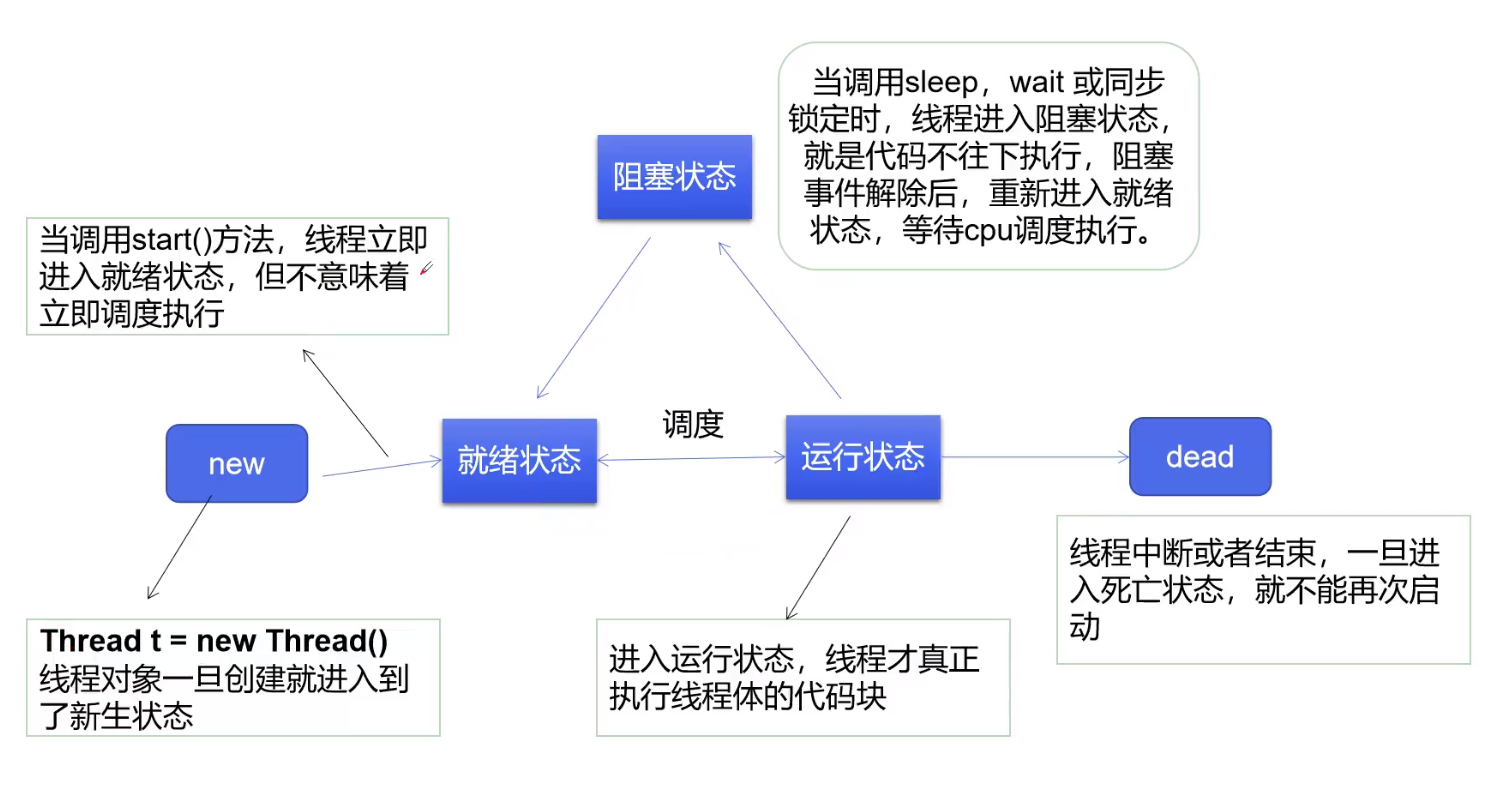 当调用sleep，wait 或同步
锁定时，线程进入阻塞状态，
就是代码不往下执行，阻塞
事件解除后，重新进入就绪
状态，等待cpu调度执行。
阻塞状态
当调用start()方法，线程立即
进入就绪状态，但不意味着
立即调度执行
new
就绪状态
调度
运行状态
dead
线程中断或者结束，一旦进
入死亡状态，就不能再次启
动
Thread t = new Thread()
线程对象一旦创建就进入到
了新生状态
进入运行状态，线程才真正
执行线程体的代码块